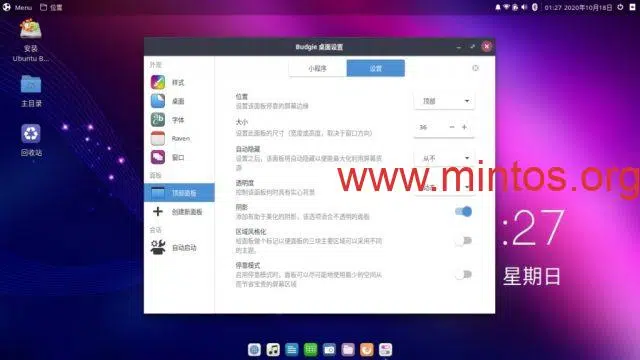 Menu 位置
01:27 2020年10月18日
安装
Ubuntu B...
主目录
回收站
Budgie 桌面设置
外观
样式
桌面
字体
Raven
窗口
面板
顶部面板
创建新面板
会话
自动启动
小程序 设置
位置
设置该面板停靠的屏幕边缘
顶部
大小
设置此面板的尺寸（宽度或高度，取决于窗口方向）
36 − +
自动隐藏
设置之后，该面板将自动隐藏以便能最大化利用屏幕资源
从不
透明度
控制该面板何时具有实心背景
阴影
添加有助于美化的阴影，该选项适合不透明的面板
区域风格化
给面板做个标记以便面板的三块主要区域可以采用不同的主题。
停靠模式
启用停靠模式时，面板可以尽可能地使用最少的空间从而节省宝贵的屏幕区域
www.mintos.org
:27
星期日